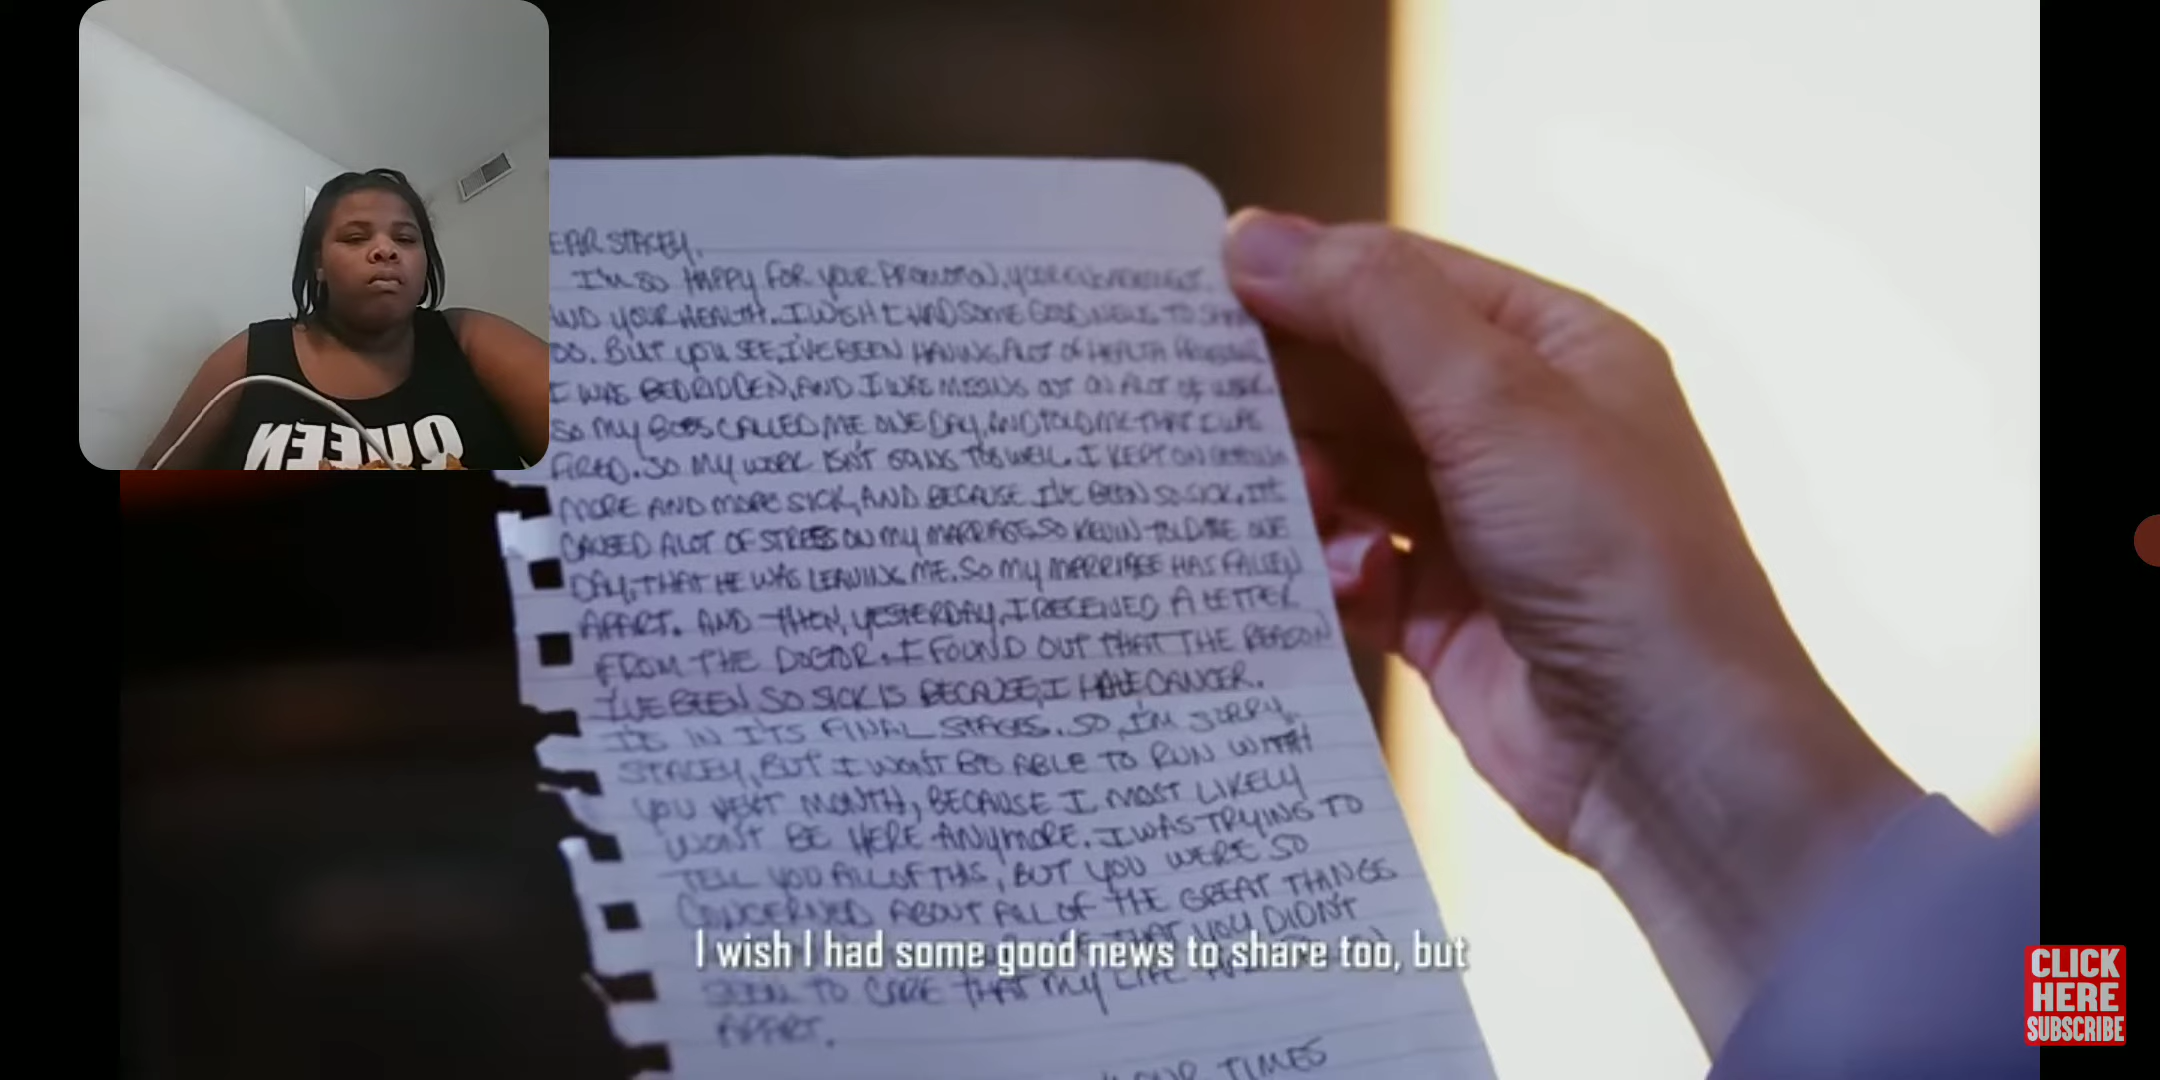 QUEEN
EAR STACEY,
I'M SO HAPPY FOR YOUR PROMOTION, YOUR ENGAGEMENT,
AND YOUR HEALTH. I WISH I HAD SOME GOOD NEWS TO SHARE
OO. BUT YOU SEE, I'VE BEEN HAVING ALOT OF HEALTH PROBLEMS
I WAS BEDRIDDEN, AND I WAS MISSING OUT ON ALOT OF WORK.
SO MY BOSS CALLED ME ONE DAY, AND TOLD ME THAT I WAS
FIRED. SO MY WORK ISN'T GOING TOO WELL. I KEPT ON GETTING
MORE AND MORE SICK, AND BECAUSE I'VE BEEN SO SICK, IT'S
CAUSED ALOT OF STRESS ON MY MARRIAGE SO KEVIN TOLD ME ONE
DAY, THAT HE WAS LEAVING ME. SO MY MARRIAGE HAS FALLEN
APART. AND THEN, YESTERDAY, I RECEIVED A LETTER
FROM THE DOCTOR. I FOUND OUT THAT THE REASON
I'VE BEEN SO SICK IS BECAUSE, I HAVE CANCER.
IS IN ITS FINAL STAGES. SO, I'M SORRY,
STACEY, BUT I WON'T BE ABLE TO RUN WITH
YOU NEXT MONTH, BECAUSE I MOST LIKELY
WON'T BE HERE ANYMORE. I WAS TRYING TO
TELL YOU ALL OF THIS, BUT YOU WERE SO
CONCERNED ABOUT ALL OF THE GREAT THINGS
THAT YOU DIDN'T
I wish I had some good news to share too, but
SEEM TO CARE THAT MY LIFE
APART.
TIMES
CLICK
HERE
SUBSCRIBE